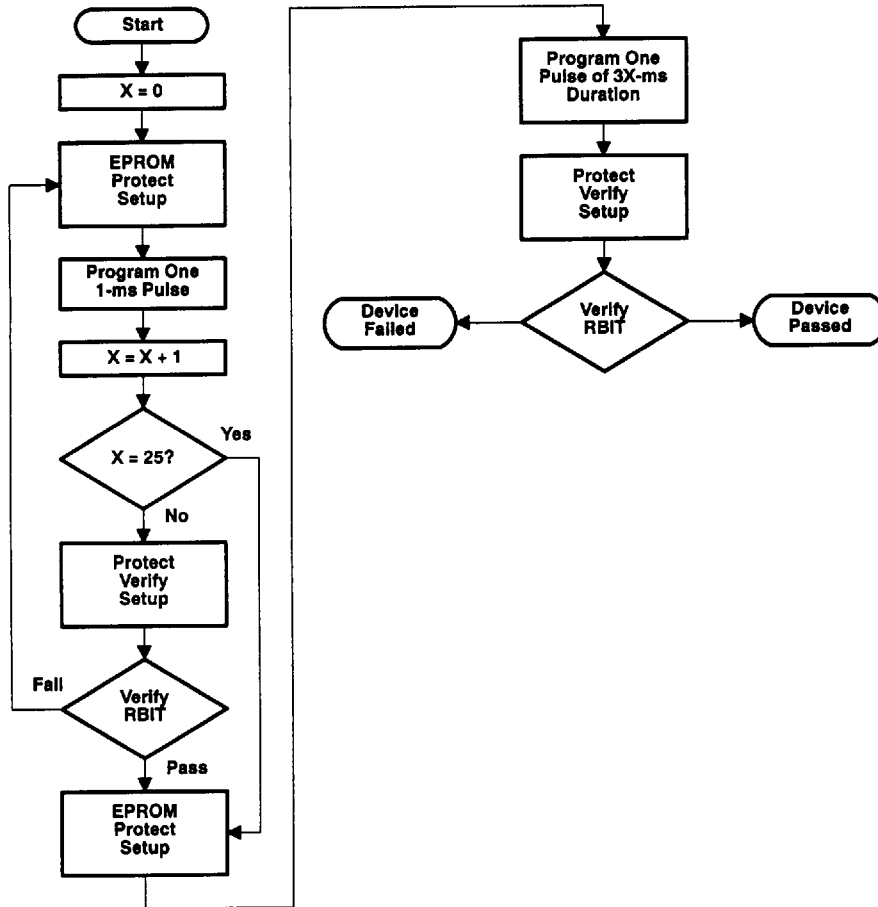 Start
X = 0
EPROM
Protect
Setup
Program One
1-ms Pulse
X = X + 1
X = 25?
Yes
No
Protect
Verify
Setup
Verify
RBIT
Fail
Pass
EPROM
Protect
Setup
Program One
Pulse of 3X-ms
Duration
Protect
Verify
Setup
Verify
RBIT
Device
Failed
Device
Passed